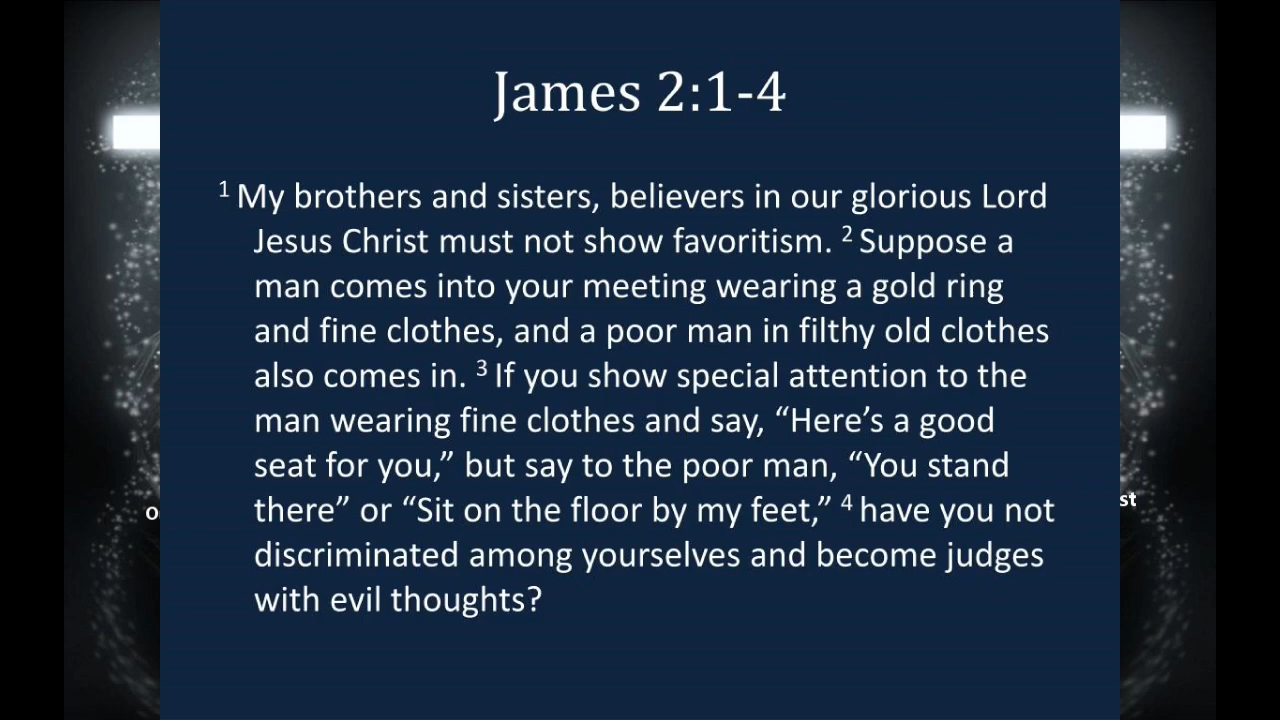 James 2:1-4
1 My brothers and sisters, believers in our glorious Lord
Jesus Christ must not show favoritism. 2 Suppose a
man comes into your meeting wearing a gold ring
and fine clothes, and a poor man in filthy old clothes
also comes in. 3 If you show special attention to the
man wearing fine clothes and say, “Here’s a good
seat for you,” but say to the poor man, “You stand
there” or “Sit on the floor by my feet,” 4 have you not
discriminated among yourselves and become judges
with evil thoughts?
st